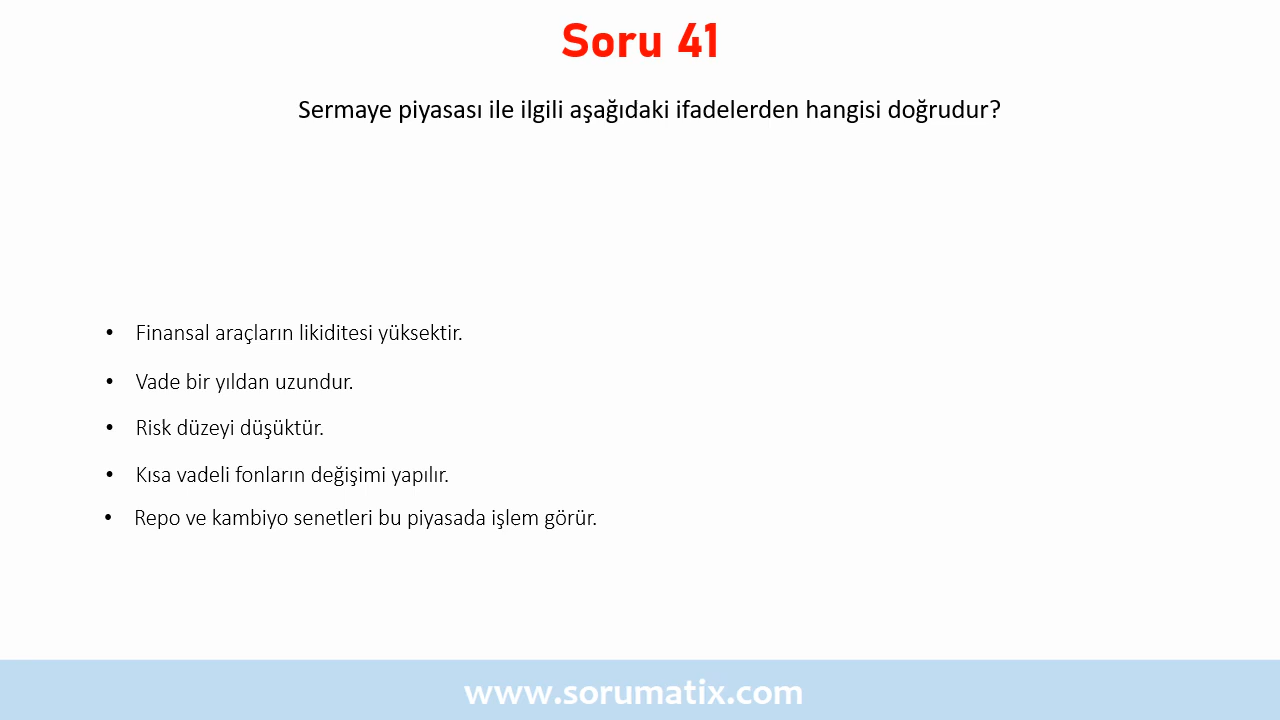 Soru 41
Sermaye piyasası ile ilgili aşağıdaki ifadelerden hangisi doğrudur?
• Finansal araçların likiditesi yüksektir.
• Vade bir yıldan uzundur.
• Risk düzeyi düşüktür.
• Kısa vadeli fonların değişimi yapılır.
• Repo ve kambiyo senetleri bu piyasada işlem görür.
www.sorumatix.com